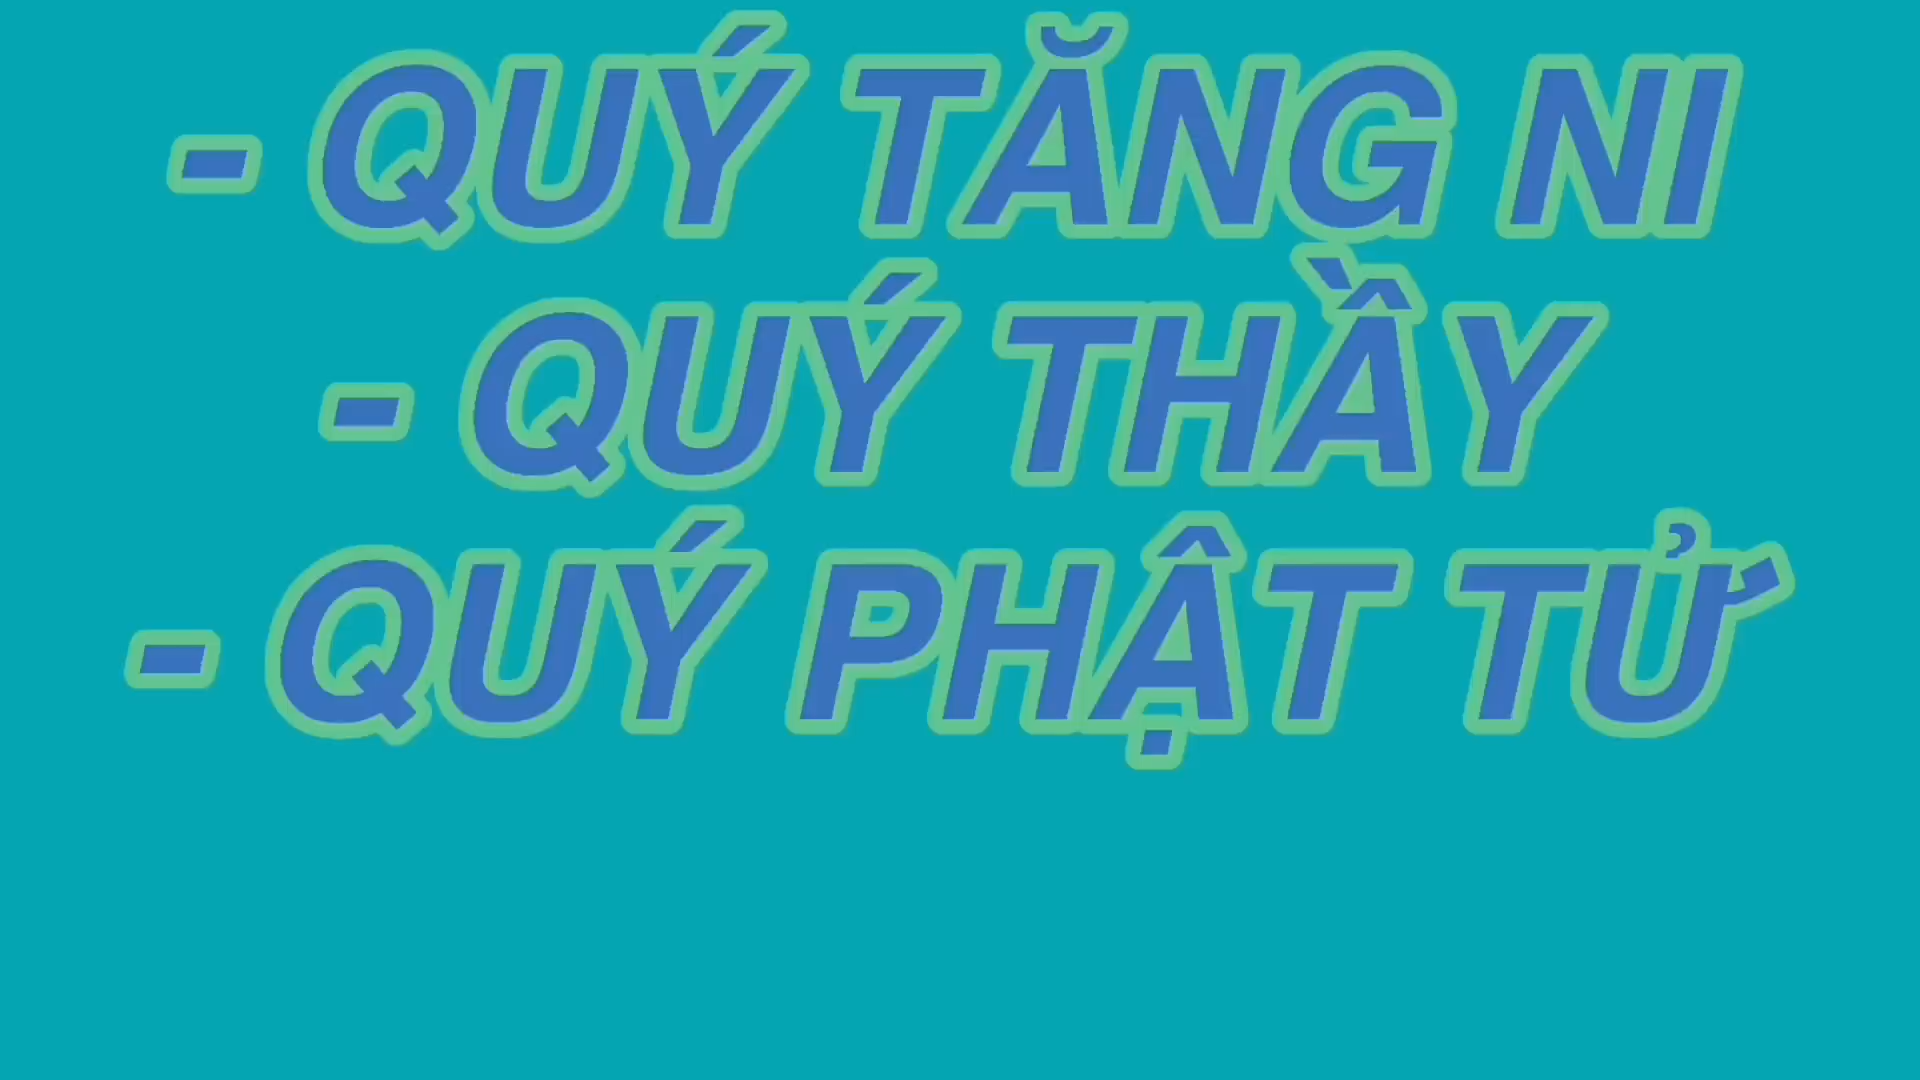 - QUÝ TĂNG NI
- QUÝ THẦY
- QUÝ PHẬT TỬ